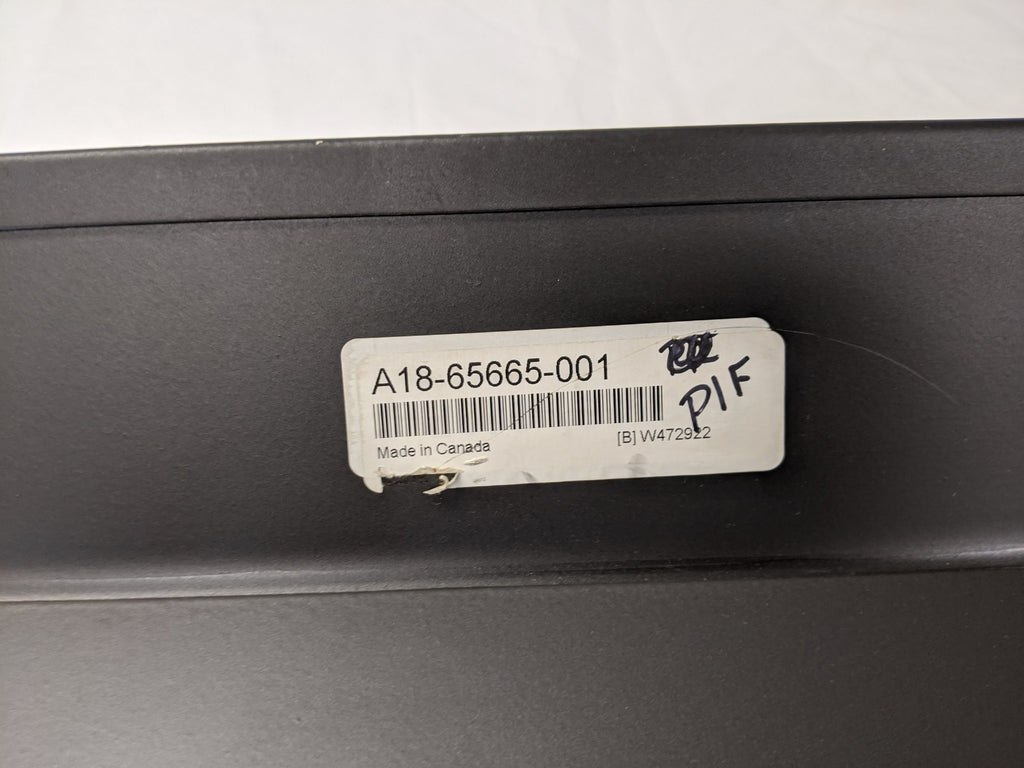 A18-65665-001
PIF
Made in Canada
[B] W472922